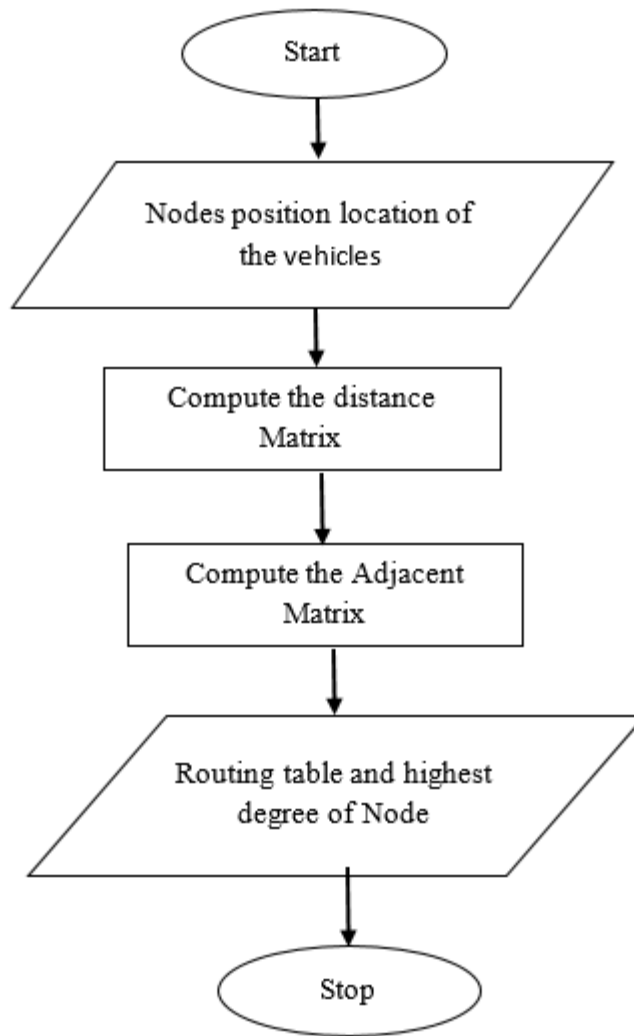 Start
Nodes position location of
the vehicles
Compute the distance
Matrix
Compute the Adjacent
Matrix
Routing table and highest
degree of Node
Stop